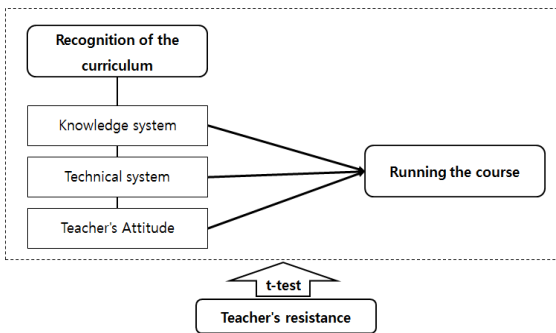 Recognition of the
curriculum
Knowledge system
Technical system
Teacher's Attitude
Running the course
t-test
Teacher's resistance